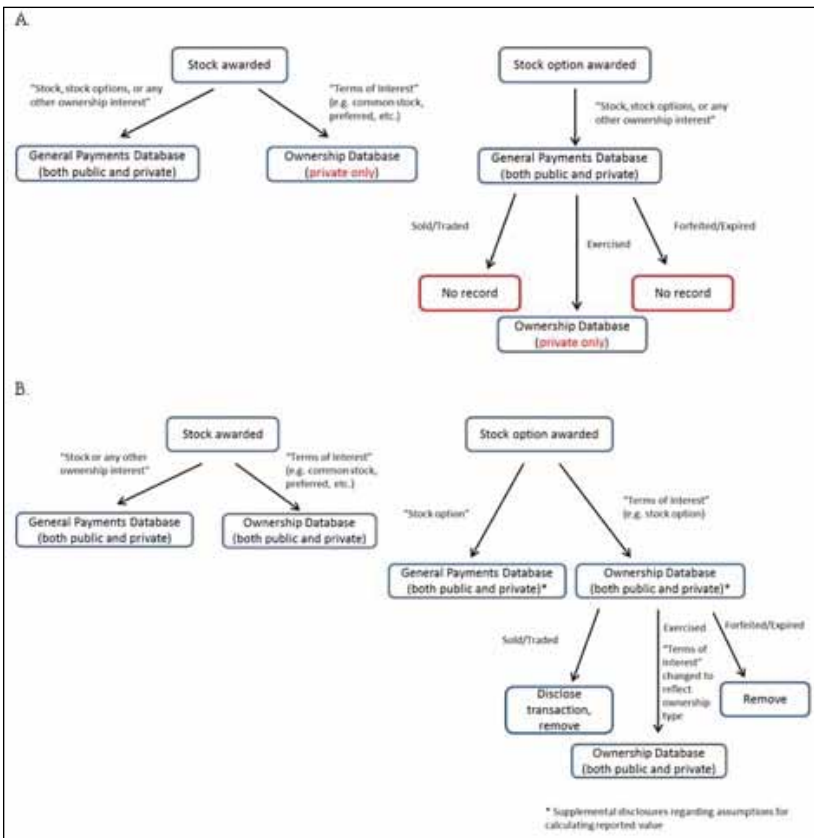 A.
Stock awarded
"Stock, stock options, or any
other ownership interest"
"Terms of Interest"
(e.g. common stock,
preferred, etc.)
General Payments Database
(both public and private)
Ownership Database
(private only)
Stock option awarded
"Stock, stock options, or any
other ownership interest"
General Payments Database
(both public and private)
Sold/Traded
Exercised
Forfeited/Expired
No record
No record
Ownership Database
(private only)
B.
Stock awarded
"Stock or any other
ownership interest"
"Terms of Interest"
(e.g. common stock,
preferred, etc.)
General Payments Database
(both public and private)
Ownership Database
(both public and private)
Stock option awarded
"Stock option"
"Terms of Interest"
(e.g. stock option)
General Payments Database
(both public and private)*
Ownership Database
(both public and private)*
Sold/Traded
Exercised
"Terms of
Interest"
changed to
reflect
ownership
type
Forfeited/Expired
Disclose
transaction,
remove
Remove
Ownership Database
(both public and private)
* Supplemental disclosures regarding assumptions for
calculating reported value